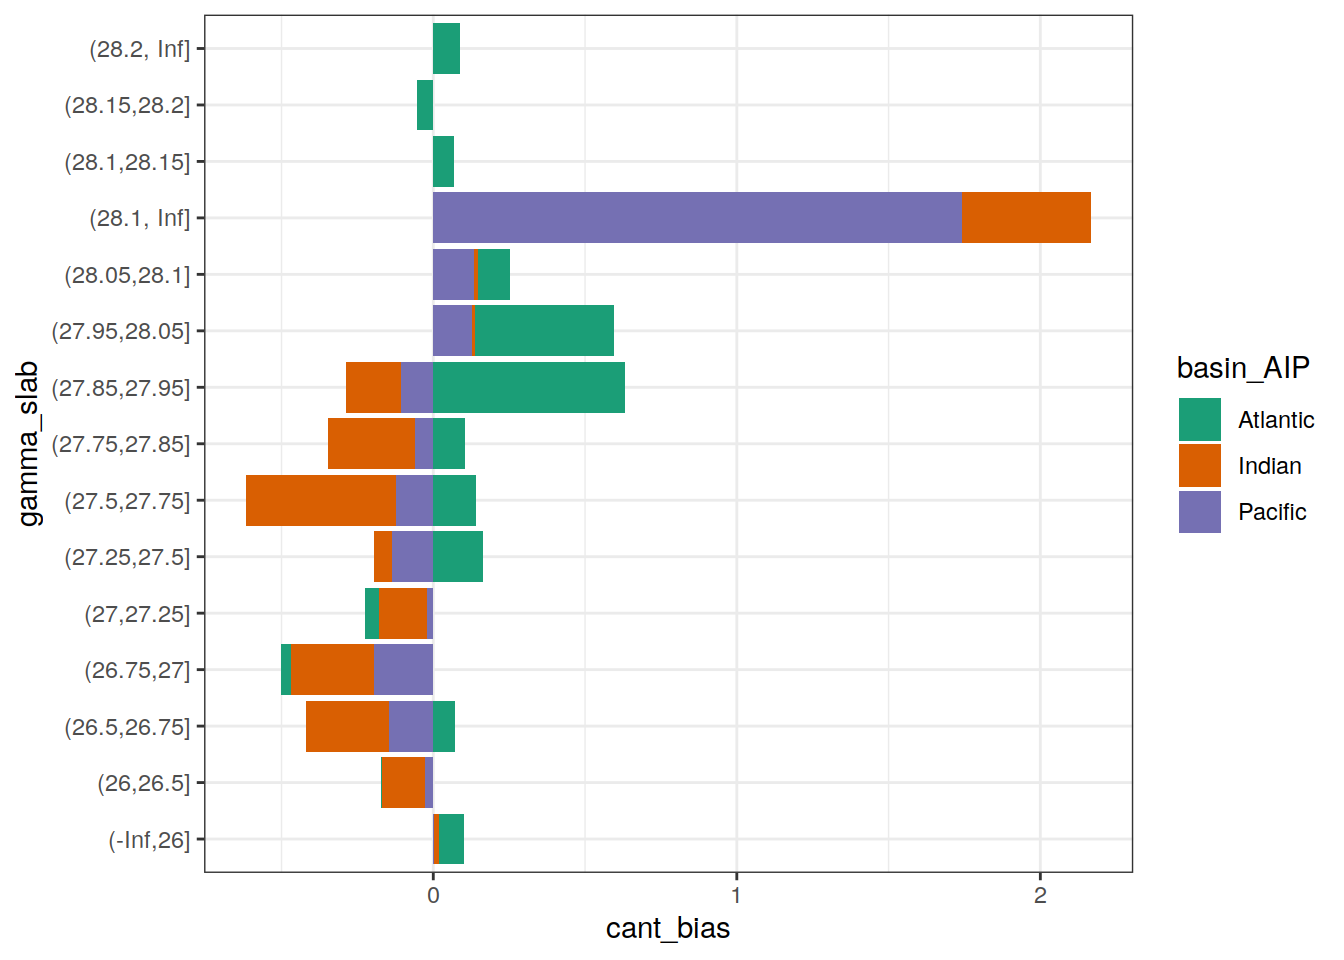 (28.2, Inf]
(28.15,28.2]
(28.1,28.15]
(28.1, Inf]
(28.05,28.1]
(27.95,28.05]
(27.85,27.95]
(27.75,27.85]
(27.5,27.75]
(27.25,27.5]
(27,27.25]
(26.75,27]
(26.5,26.75]
(26,26.5]
(-Inf,26]
gamma_slab
0
1
2
cant_bias
basin_AIP
Atlantic
Indian
Pacific